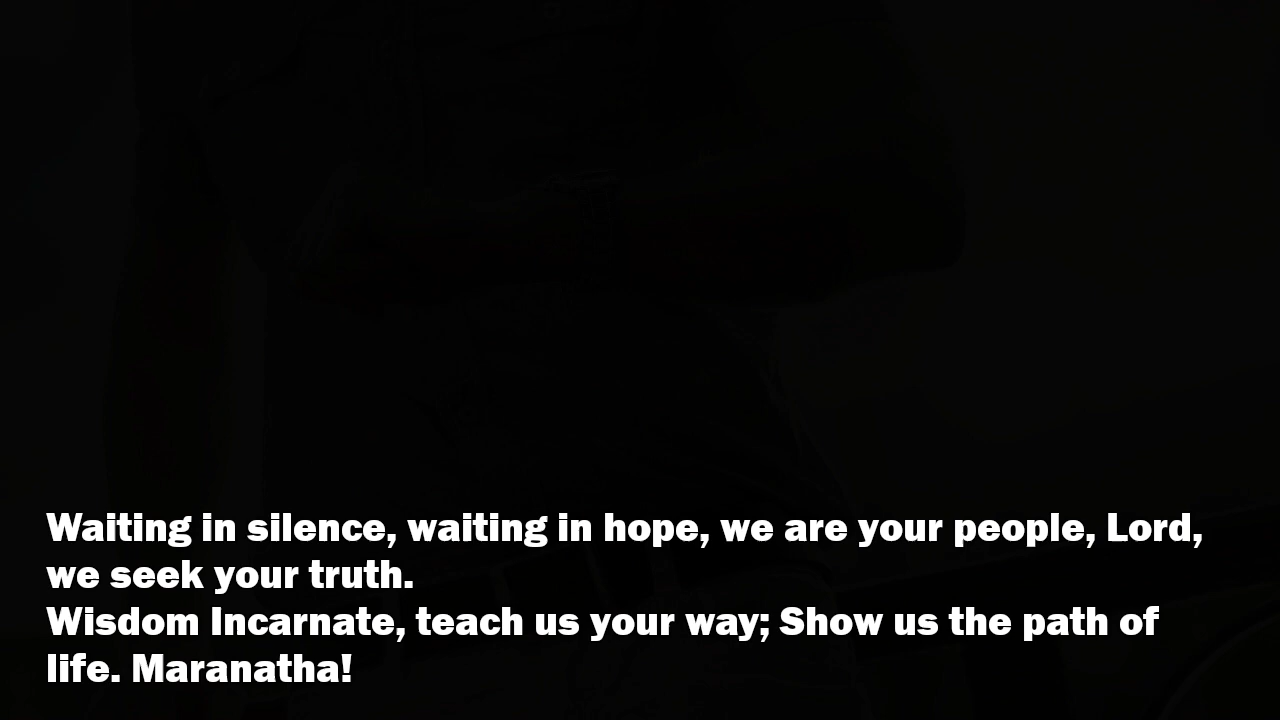 Waiting in silence, waiting in hope, we are your people, Lord,
we seek your truth.
Wisdom Incarnate, teach us your way; Show us the path of
life. Maranatha!